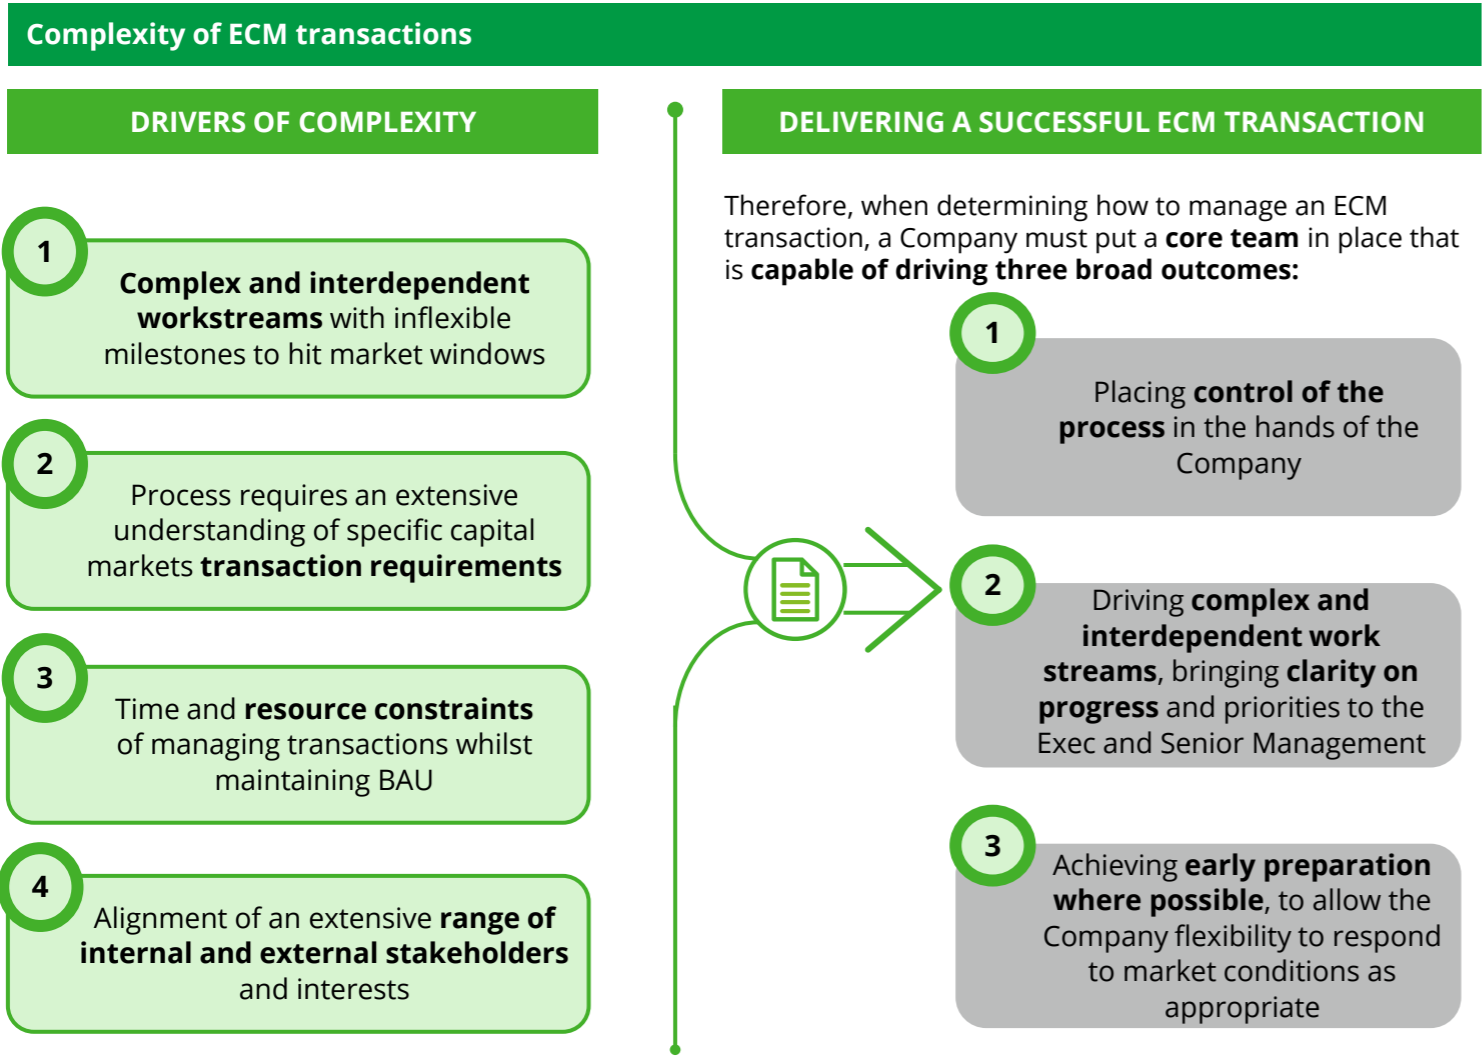 Complexity of ECM transactions
DRIVERS OF COMPLEXITY
1
Complex and interdependent
workstreams with inflexible
milestones to hit market windows
2
Process requires an extensive
understanding of specific capital
markets transaction requirements
3
Time and resource constraints
of managing transactions whilst
maintaining BAU
4
Alignment of an extensive range of
internal and external stakeholders
and interests
DELIVERING A SUCCESSFUL ECM TRANSACTION
Therefore, when determining how to manage an ECM
transaction, a Company must put a core team in place that
is capable of driving three broad outcomes:
1
Placing control of the
process in the hands of the
Company
2
Driving complex and
interdependent work
streams, bringing clarity on
progress and priorities to the
Exec and Senior Management
3
Achieving early preparation
where possible, to allow the
Company flexibility to respond
to market conditions as
appropriate